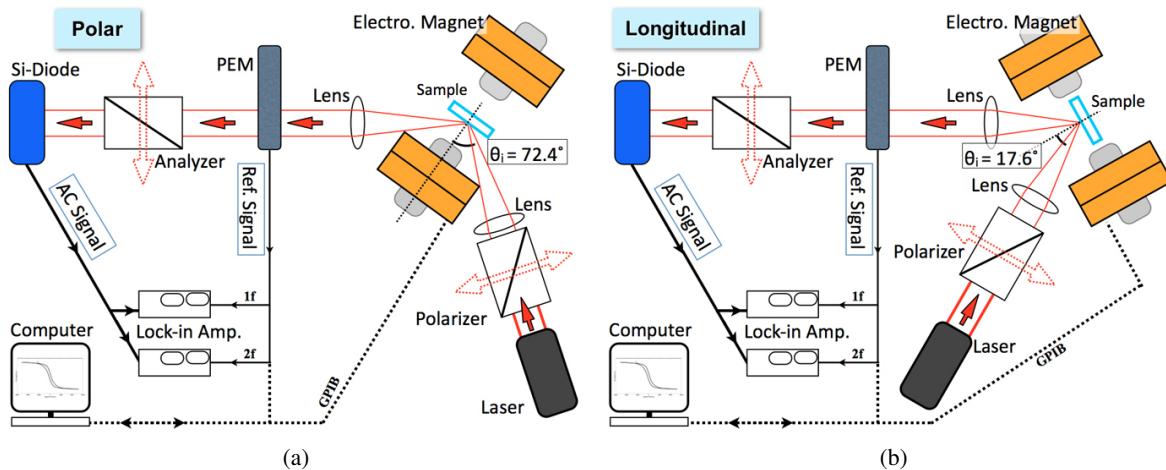 Polar
Electro. Magnet
Si-Diode
PEM
Lens
Sample
θi = 72.4˚
Analyzer
AC Signal
Ref. Signal
Lens
Polarizer
1f
Computer
Lock-in Amp.
2f
GPIB
Laser
(a)
Longitudinal
Electro. Magnet
Si-Diode
PEM
Lens
Sample
θi = 17.6˚
Analyzer
AC Signal
Ref. Signal
Lens
Polarizer
1f
Computer
Lock-in Amp.
2f
Laser
GPIB
(b)